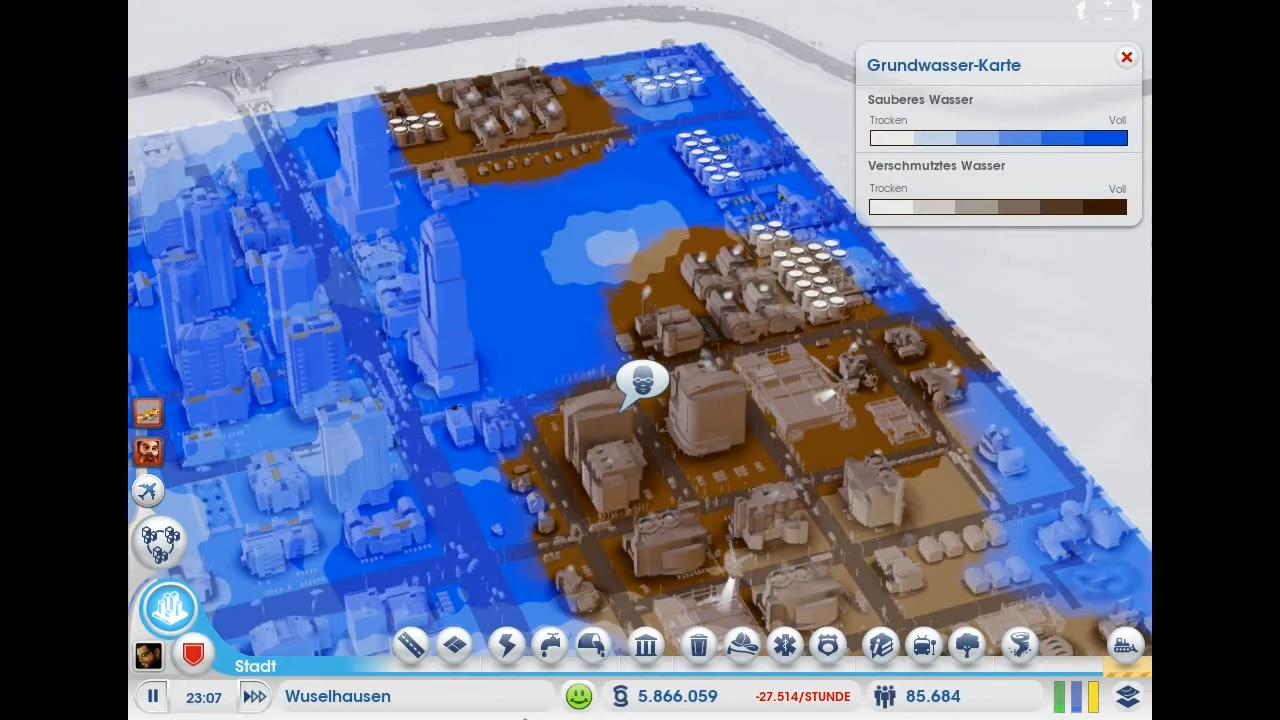 Grundwasser-Karte
Sauberes Wasser
Trocken Voll
Verschmutztes Wasser
Trocken Voll
Stadt
23:07 Wuselhausen 5.866.059 -27.514/STUNDE 85.684